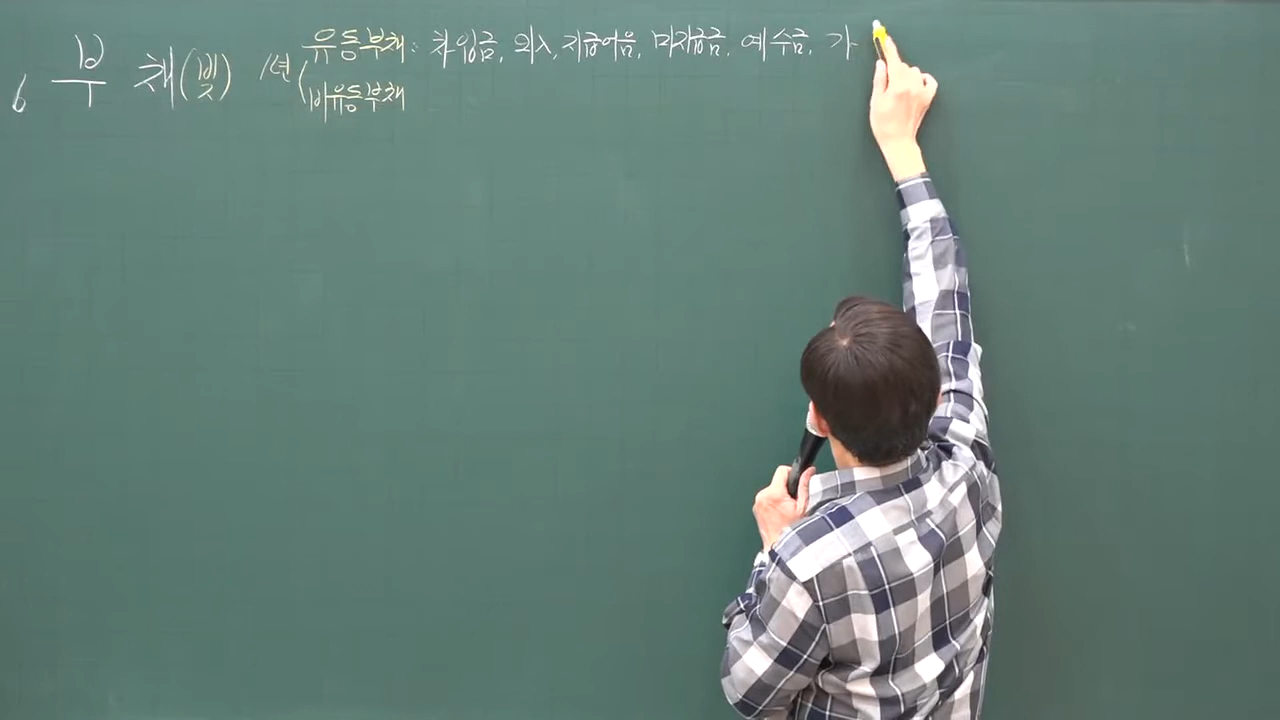 6 부 채(빚) 1년( 유동부채: 차입금, 외入, 지급어음, 미지급금, 예수금, 가
비유동부채